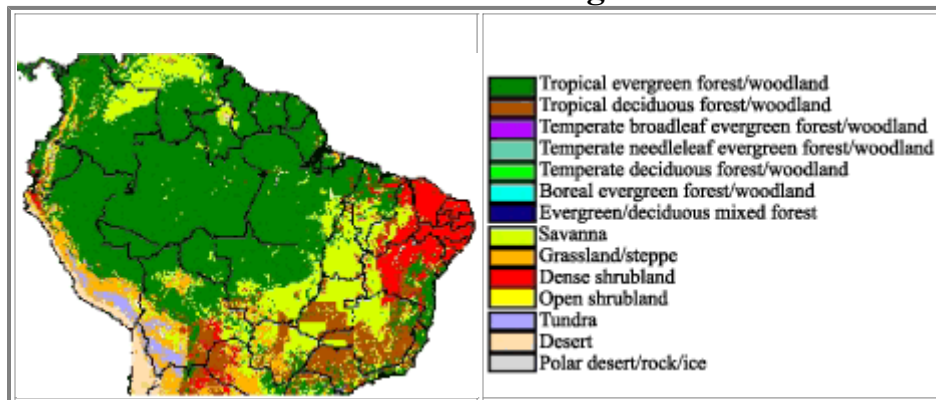 Tropical evergreen forest/woodland
Tropical deciduous forest/woodland
Temperate broadleaf evergreen forest/woodland
Temperate needleleaf evergreen forest/woodland
Temperate deciduous forest/woodland
Boreal evergreen forest/woodland
Evergreen/deciduous mixed forest
Savanna
Grassland/steppe
Dense shrubland
Open shrubland
Tundra
Desert
Polar desert/rock/ice